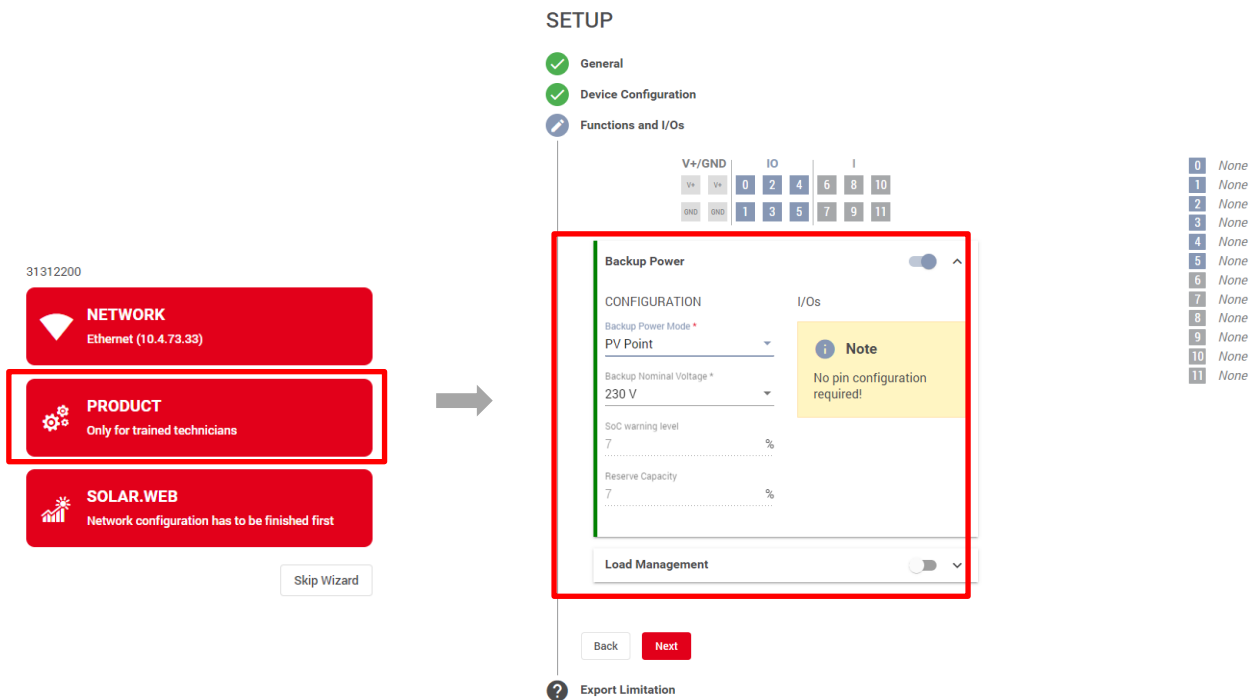 31312200
NETWORK
Ethernet (10.4.73.33)
PRODUCT
Only for trained technicians
SOLAR.WEB
Network configuration has to be finished first
Skip Wizard
SETUP
General
Device Configuration
Functions and I/Os
V+/GND IO I
V+ V+ 0 2 4 6 8 10
GND GND 1 3 5 7 9 11
Backup Power
CONFIGURATION
Backup Power Mode *
PV Point
Backup Nominal Voltage *
230 V
SoC warning level
7 %
Reserve Capacity
7 %
I/Os
i Note
No pin configuration
required!
Load Management
Back Next
? Export Limitation
0 None
1 None
2 None
3 None
4 None
5 None
6 None
7 None
8 None
9 None
10 None
11 None